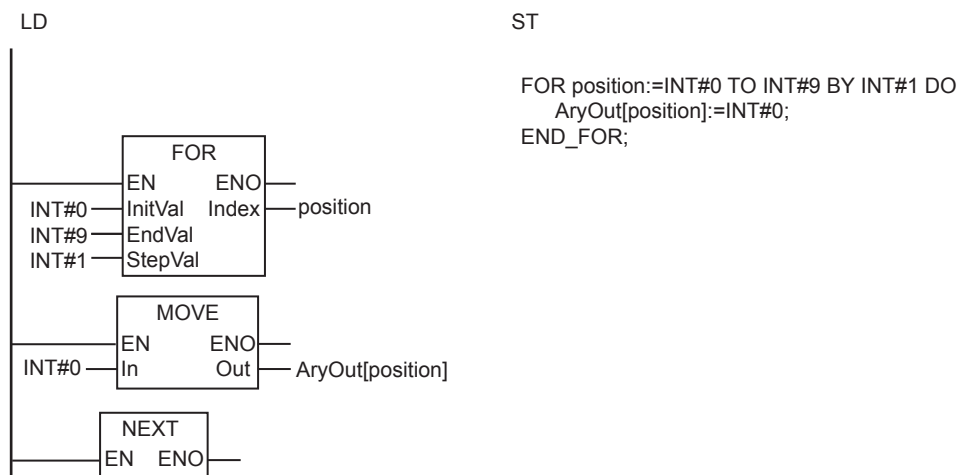 LD
FOR
EN ENO
INT#0 InitVal Index position
INT#9 EndVal
INT#1 StepVal
MOVE
EN ENO
INT#0 In Out AryOut[position]
NEXT
EN ENO
ST
FOR position:=INT#0 TO INT#9 BY INT#1 DO
AryOut[position]:=INT#0;
END_FOR;